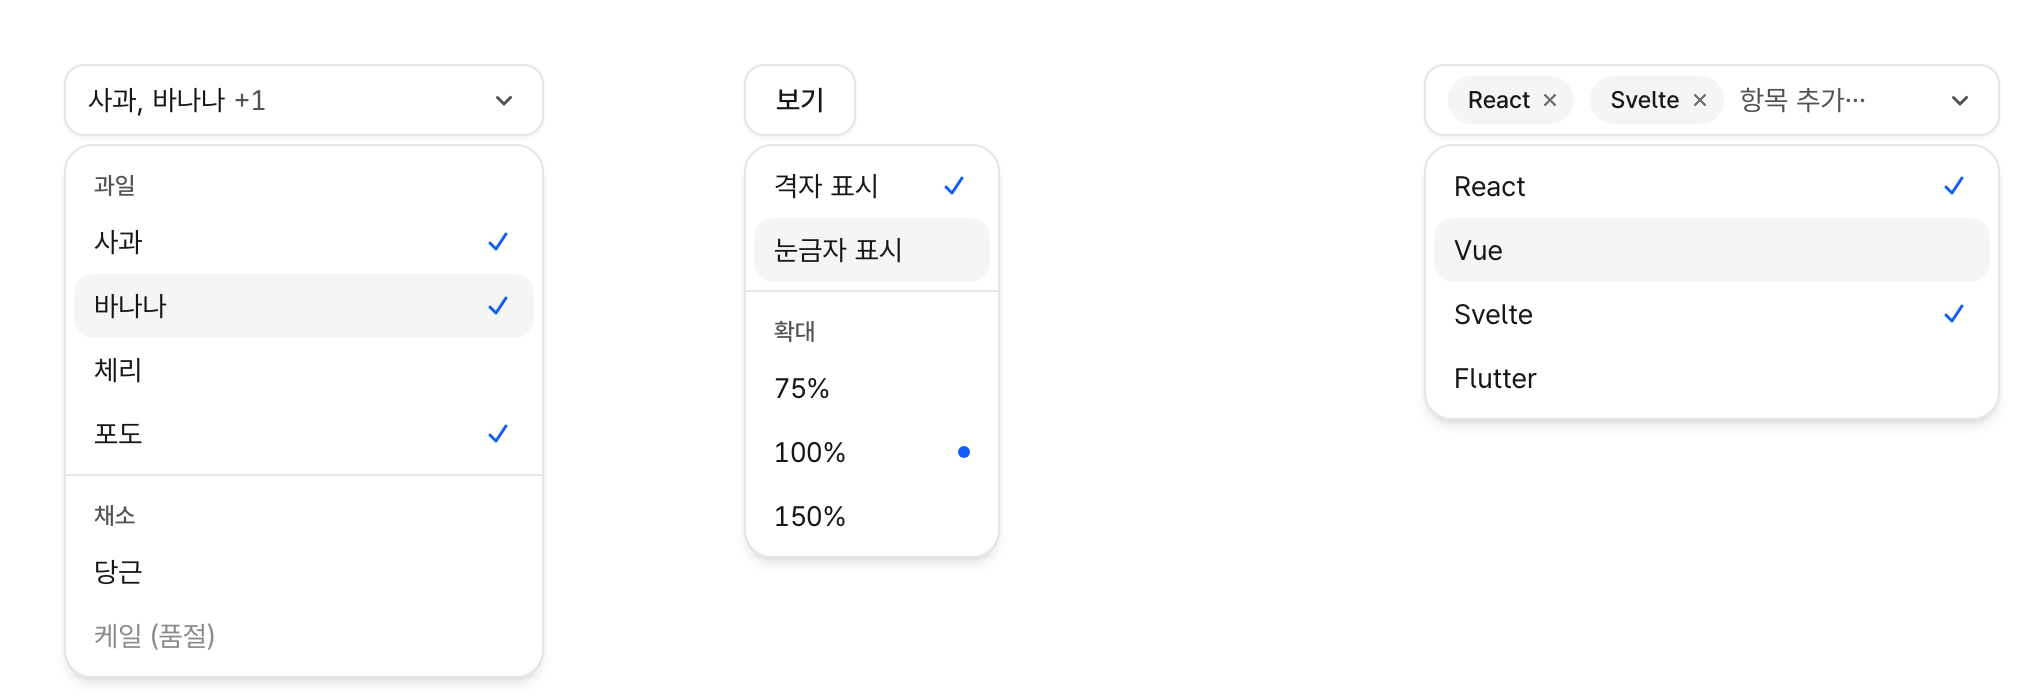 사과, 바나나 +1
과일
사과
바나나
체리
포도
채소
당근
케일 (품절)
보기
격자 표시
눈금자 표시
확대
75%
100%
150%
React Svelte 항목 추가…
React
Vue
Svelte
Flutter